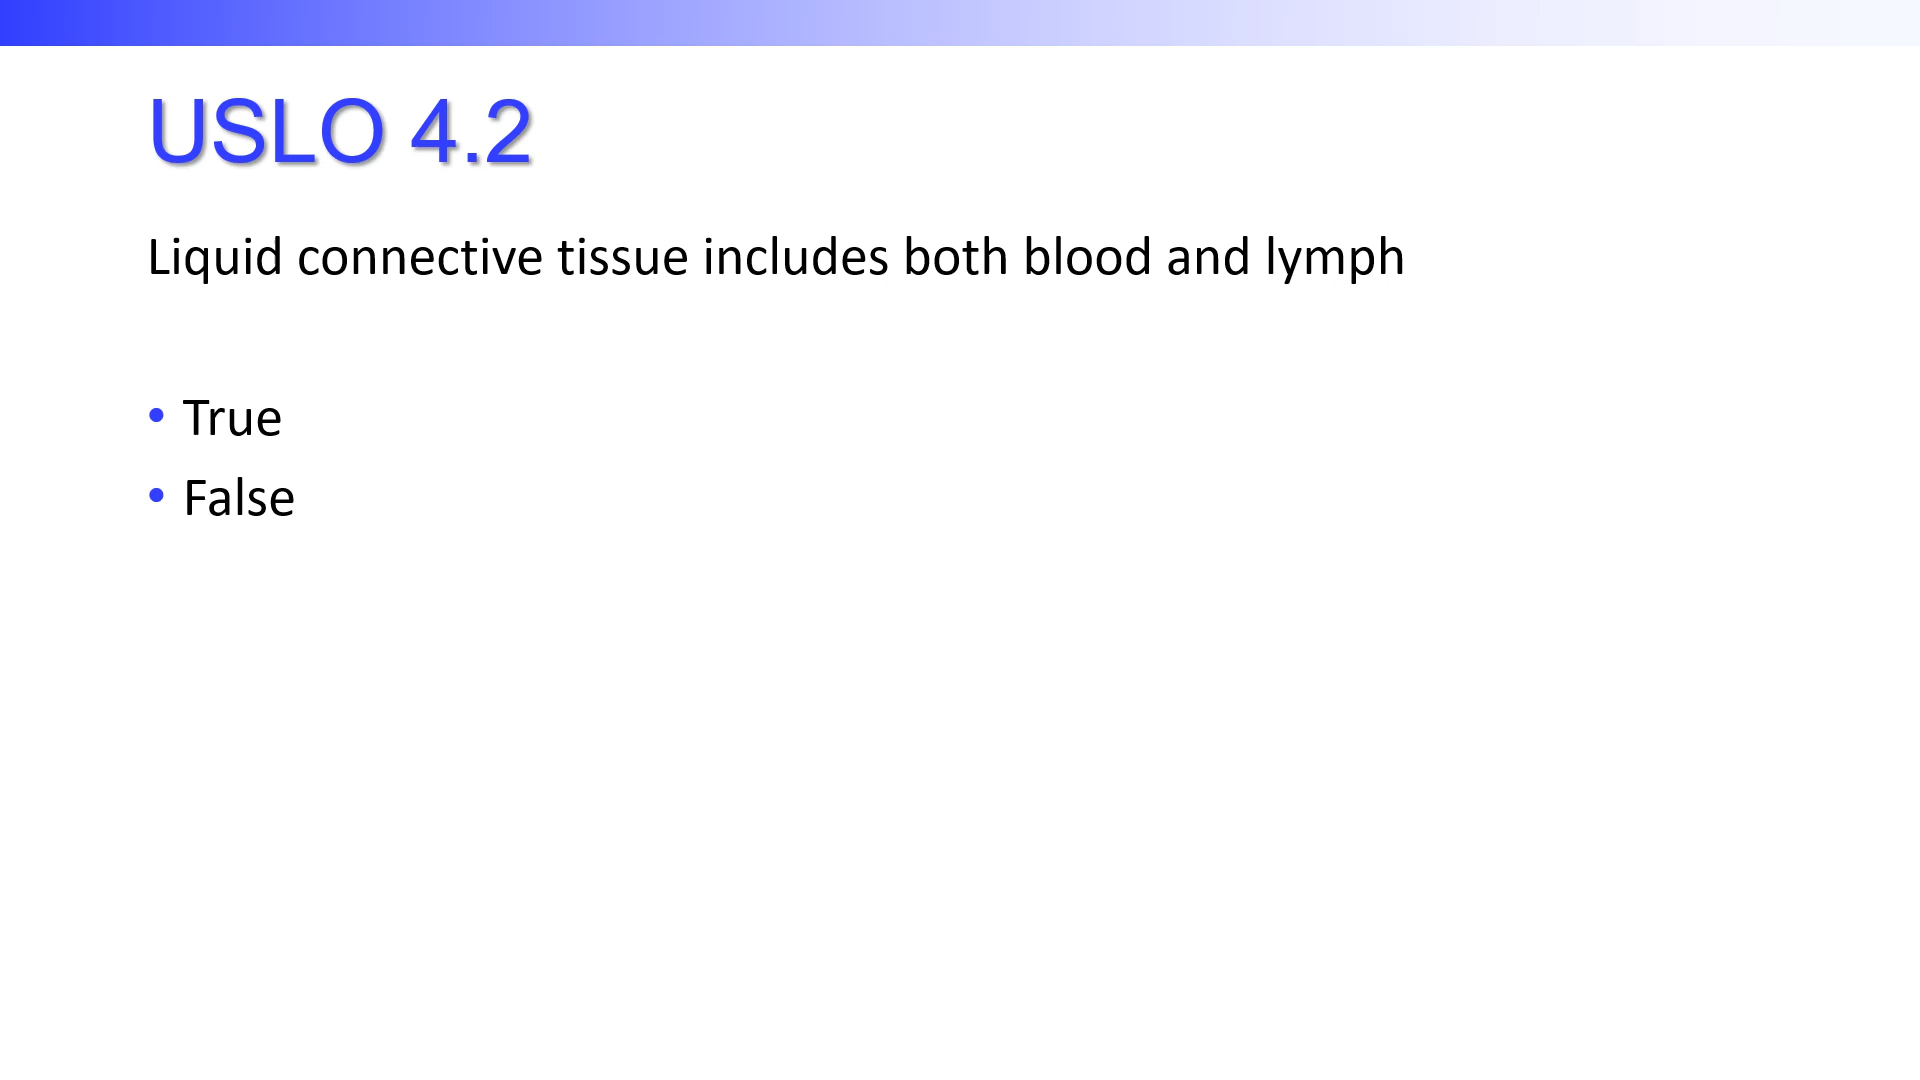 USLO 4.2
Liquid connective tissue includes both blood and lymph
• True
• False